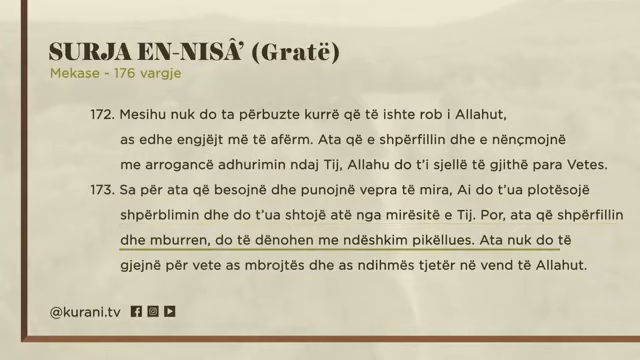 SURJA EN-NISÂ’ (Gratë)
Mekase - 176 vargje
172. Mesihu nuk do ta përbuzte kurrë që të ishte rob i Allahut,
as edhe engjëjt më të afërm. Ata që e shpërfillin dhe e nënçmojnë
me arrogancë adhurimin ndaj Tij, Allahu do t’i sjellë të gjithë para Vetes.
173. Sa për ata që besojnë dhe punojnë vepra të mira, Ai do t’ua plotësojë
shpërblimin dhe do t’ua shtojë atë nga mirësitë e Tij. Por, ata që shpërfillin
dhe mburren, do të dënohen me ndëshkim pikëllues. Ata nuk do të
gjejnë për vete as mbrojtës dhe as ndihmës tjetër në vend të Allahut.
@kurani.tv